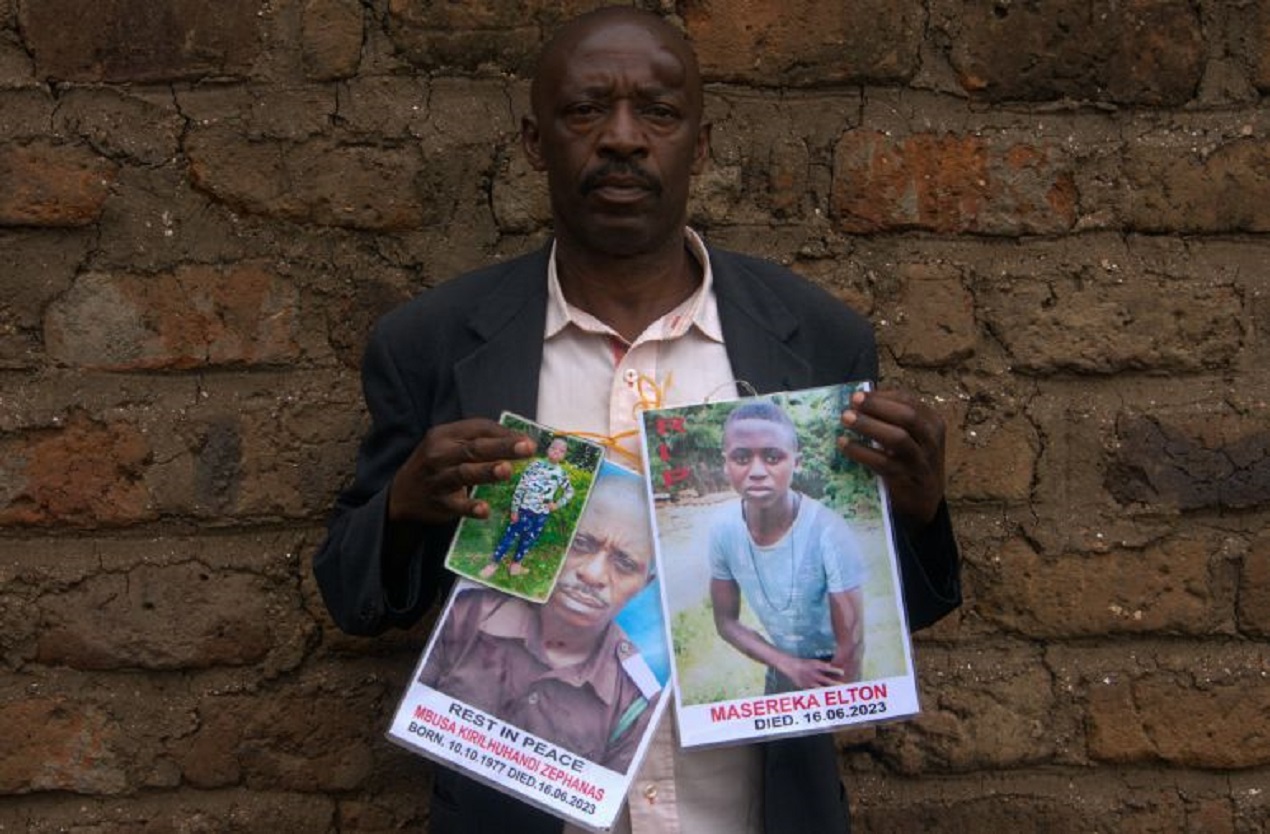 REST IN PEACE
MBUSA KIRILHUHANDI ZEPHANAS
BORN. 10.10.1977 DIED.16.06.2023
RIP
MASEREKA ELTON
DIED. 16.06.2023